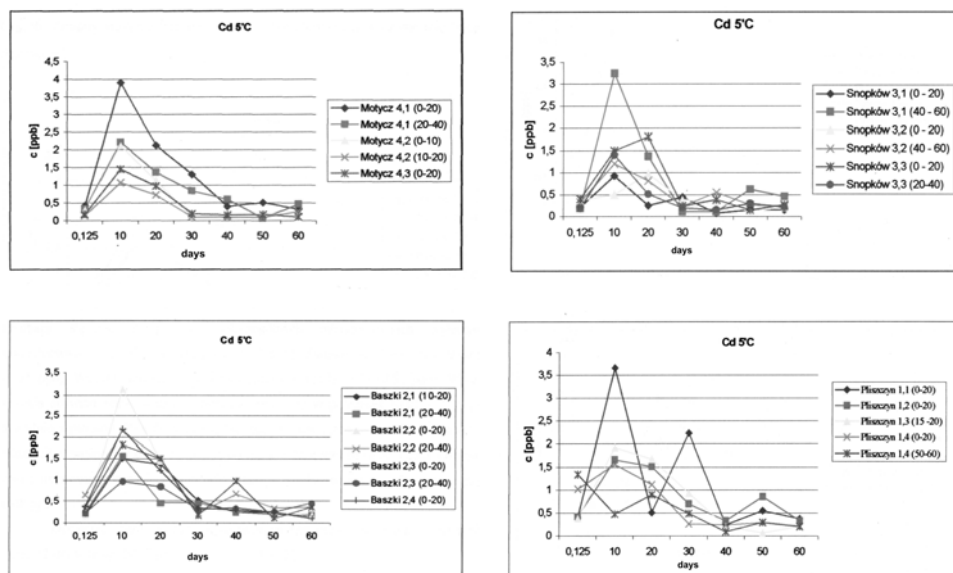 Cd 5°C
c [ppb]
4,5
4
3,5
3
2,5
2
1,5
1
0,5
0
0,125 10 20 30 40 50 60
days
Motycz 4,1 (0-20)
Motycz 4,1 (20-40)
Motycz 4,2 (0-10)
Motycz 4,2 (10-20)
Motycz 4,3 (0-20)
Cd 5°C
c [ppb]
3,5
3
2,5
2
1,5
1
0,5
0
0,125 10 20 30 40 50 60
days
Snopków 3,1 (0 - 20)
Snopków 3,1 (40 - 60)
Snopków 3,2 (0 - 20)
Snopków 3,2 (40 - 60)
Snopków 3,3 (0 - 20)
Snopków 3,3 (20-40)
Cd 5°C
c [ppb]
3,5
3
2,5
2
1,5
1
0,5
0
0,125 10 20 30 40 50 60
days
Baszki 2,1 (10-20)
Baszki 2,1 (20-40)
Baszki 2,2 (0-20)
Baszki 2,2 (20-40)
Baszki 2,3 (0-20)
Baszki 2,3 (20-40)
Baszki 2,4 (0-20)
Cd 5°C
c [ppb]
4
3,5
3
2,5
2
1,5
1
0,5
0
0,125 10 20 30 40 50 60
days
Pliszczyn 1,1 (0-20)
Pliszczyn 1,2 (0-20)
Pliszczyn 1,3 (15 -20)
Pliszczyn 1,4 (0-20)
Pliszczyn 1,4 (50-60)